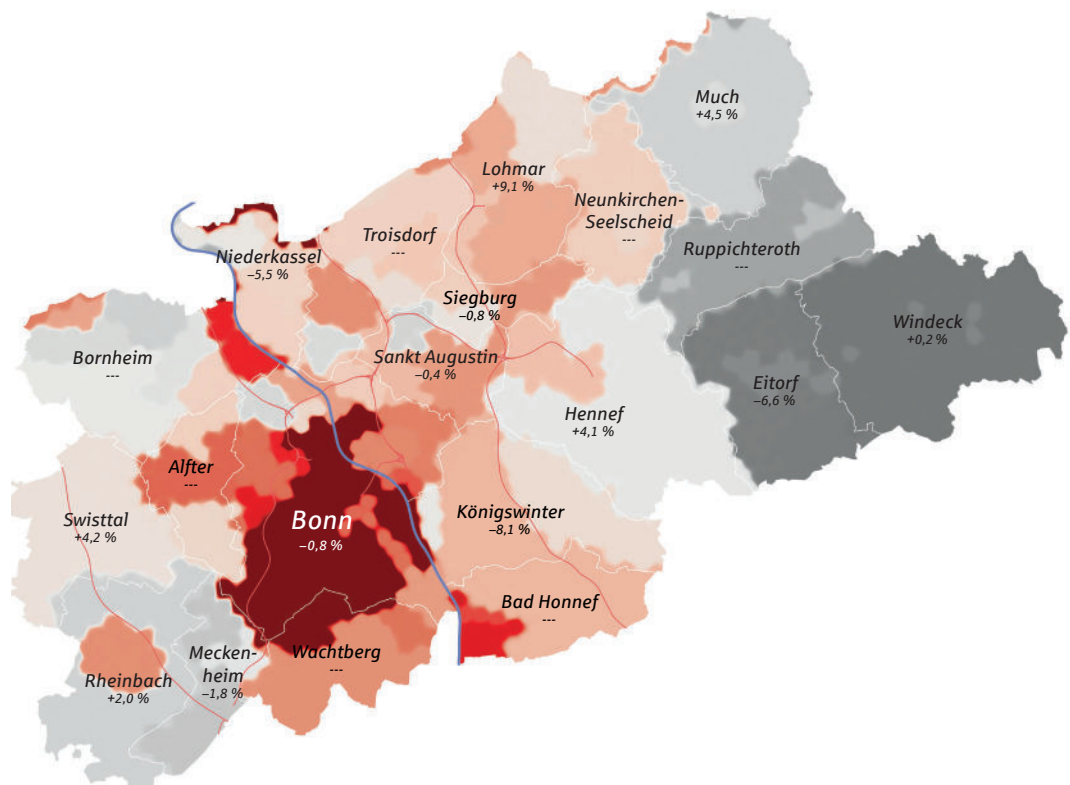 Much
+4,5 %
Lohmar
+9,1 %
Neunkirchen-
Seelscheid
---
Troisdorf
---
Ruppichteroth
---
Niederkassel
–5,5 %
Siegburg
–0,8 %
Windeck
+0,2 %
Bornheim
---
Sankt Augustin
–0,4 %
Eitorf
–6,6 %
Hennef
+4,1 %
Alfter
---
Swisttal
+4,2 %
Bonn
–0,8 %
Königswinter
–8,1 %
Bad Honnef
---
Wachtberg
---
Mecken-
heim
–1,8 %
Rheinbach
+2,0 %